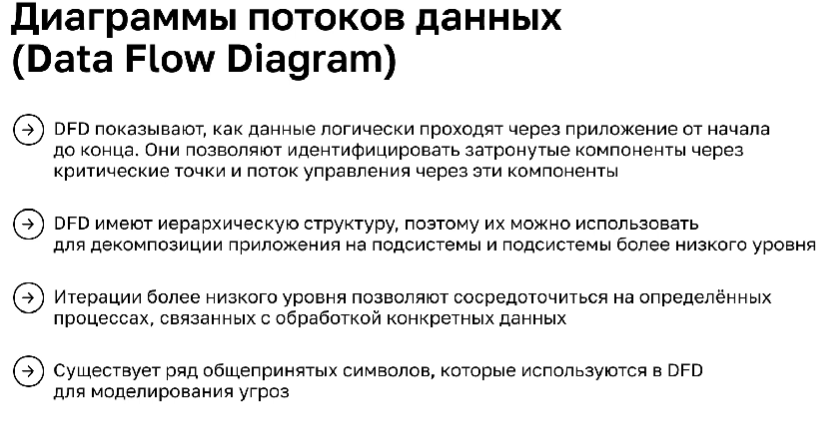 Диаграммы потоков данных
(Data Flow Diagram)
DFD показывают, как данные логически проходят через приложение от начала
до конца. Они позволяют идентифицировать затронутые компоненты через
критические точки и поток управления через эти компоненты
DFD имеют иерархическую структуру, поэтому их можно использовать
для декомпозиции приложения на подсистемы и подсистемы более низкого уровня
Итерации более низкого уровня позволяют сосредоточиться на определённых
процессах, связанных с обработкой конкретных данных
Существует ряд общепринятых символов, которые используются в DFD
для моделирования угроз